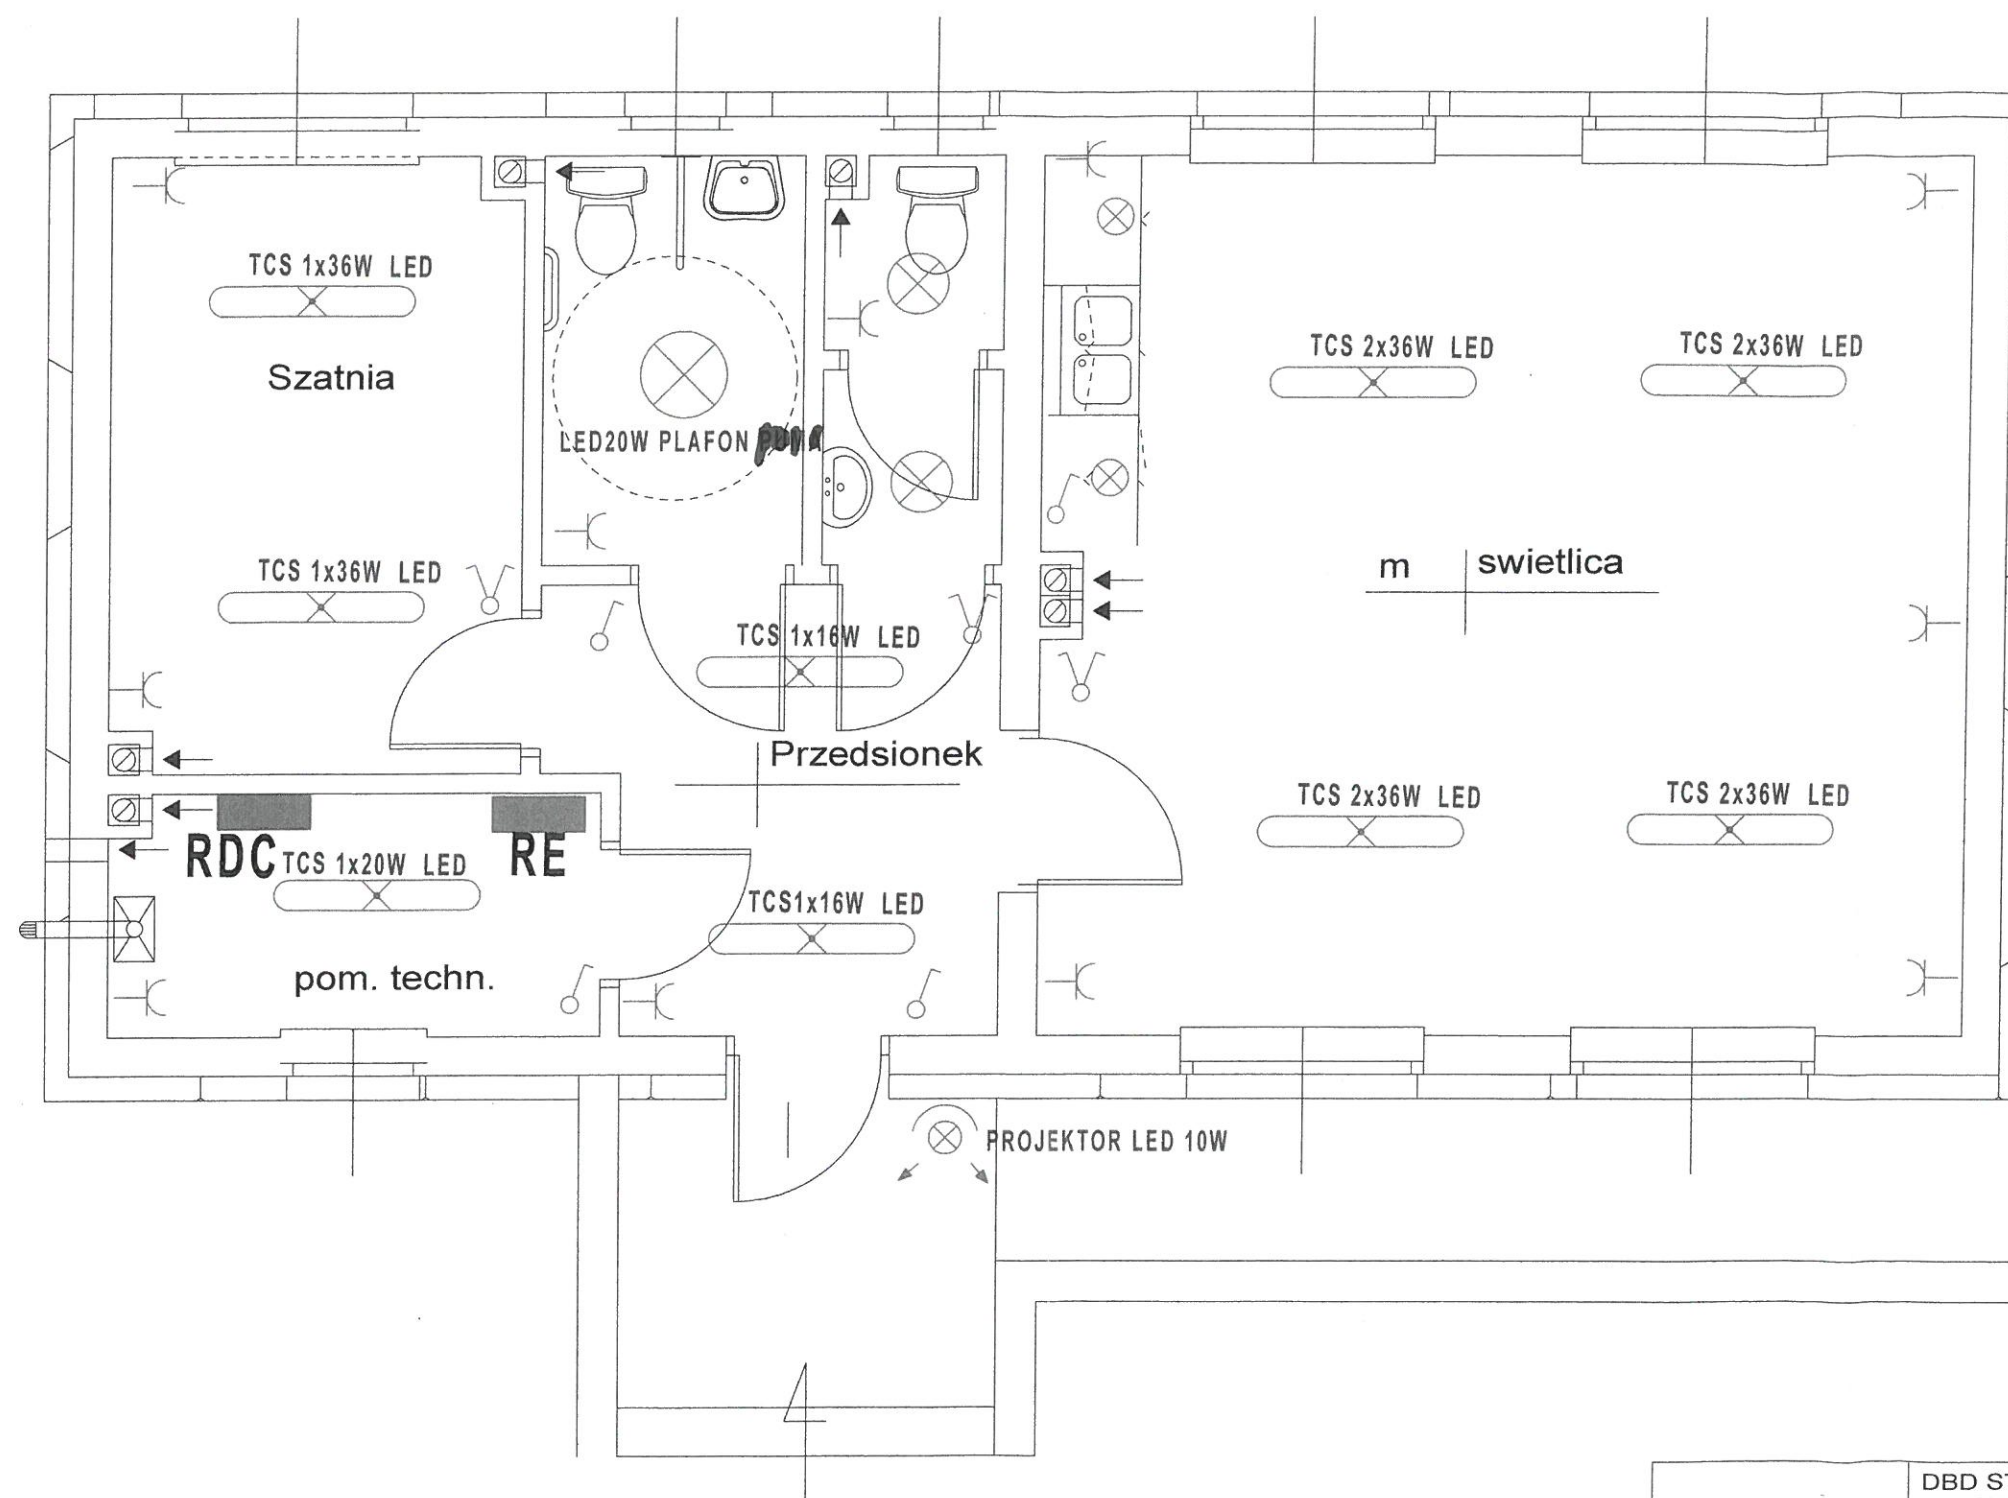 TCS 1x36W LED
Szatnia
TCS 1x36W LED
LED20W PLAFON
TCS 1x16W LED
TCS 2x36W LED
TCS 2x36W LED
m swietlica
Przedsionek
TCS 2x36W LED
TCS 2x36W LED
RDC
TCS 1x20W LED
RE
TCS1x16W LED
pom. techn.
PROJEKTOR LED 10W
DBD